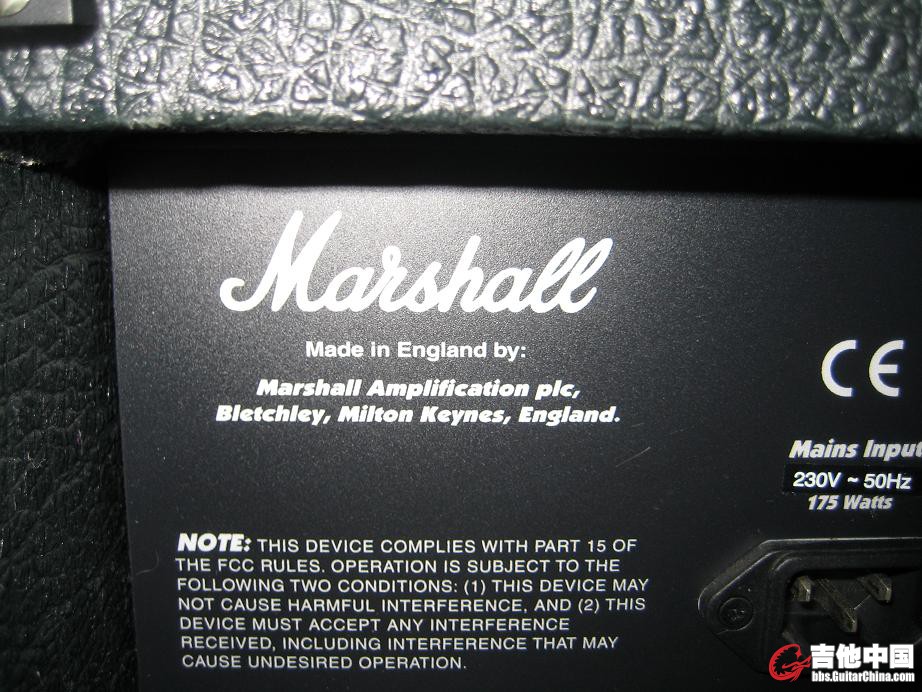 Marshall
Made in England by:
Marshall Amplification plc,
Bletchley, Milton Keynes, England.
CE
Mains Input
230V ~ 50Hz
175 Watts
NOTE: THIS DEVICE COMPLIES WITH PART 15 OF
THE FCC RULES. OPERATION IS SUBJECT TO THE
FOLLOWING TWO CONDITIONS: (1) THIS DEVICE MAY
NOT CAUSE HARMFUL INTERFERENCE, AND (2) THIS
DEVICE MUST ACCEPT ANY INTERFERENCE
RECEIVED, INCLUDING INTERFERENCE THAT MAY
CAUSE UNDESIRED OPERATION.
吉他中国
bbs.GuitarChina.com